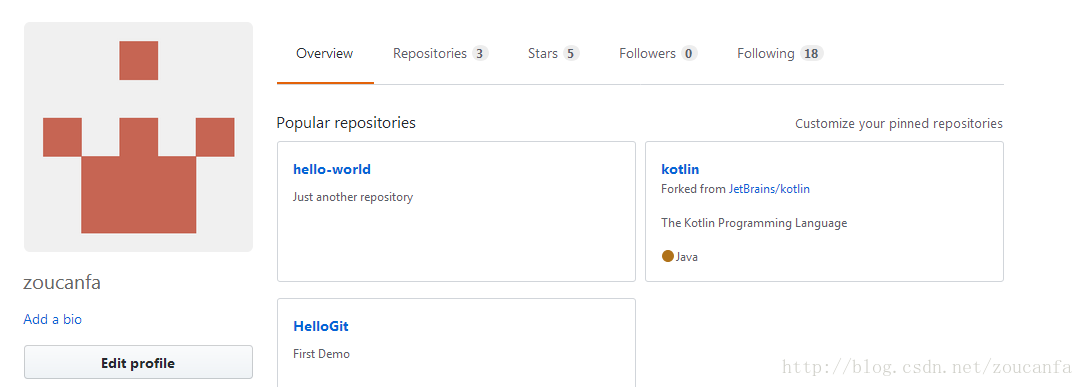 Overview Repositories 3 Stars 5 Followers 0 Following 18
Popular repositories Customize your pinned repositories
hello-world
Just another repository
kotlin
Forked from JetBrains/kotlin
The Kotlin Programming Language
Java
HelloGit
First Demo
zoucanfa
Add a bio
Edit profile
http://blog.csdn.net/zoucanfa